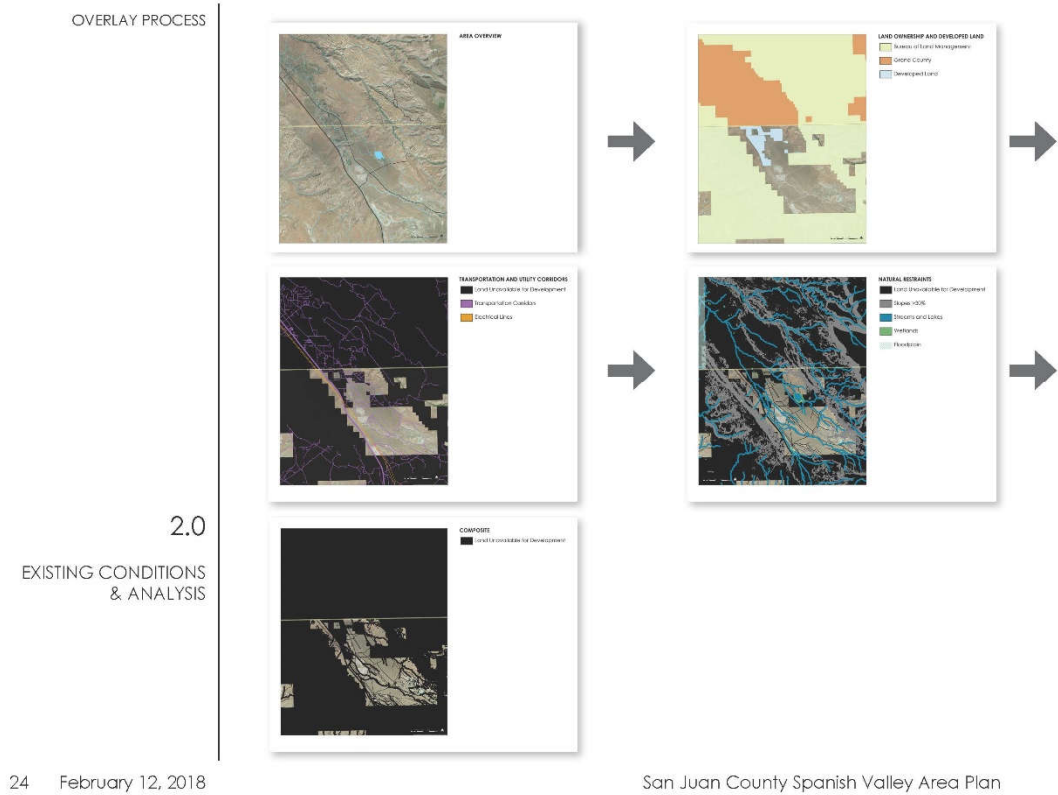 OVERLAY PROCESS
AREA OVERVIEW
LAND OWNERSHIP AND DEVELOPED LAND
Bureau of Land Management
Grand County
Developed Land
TRANSPORTATION AND UTILITY CORRIDORS
Land Unavailable for Development
Transportation Corridors
Electrical Lines
NATURAL RESTRAINTS
Land Unavailable for Development
Slopes >30%
Streams and Lakes
Wetlands
Floodplain
COMPOSITE
Land Unavailable for Development
2.0
EXISTING CONDITIONS
& ANALYSIS
24 February 12, 2018
San Juan County Spanish Valley Area Plan